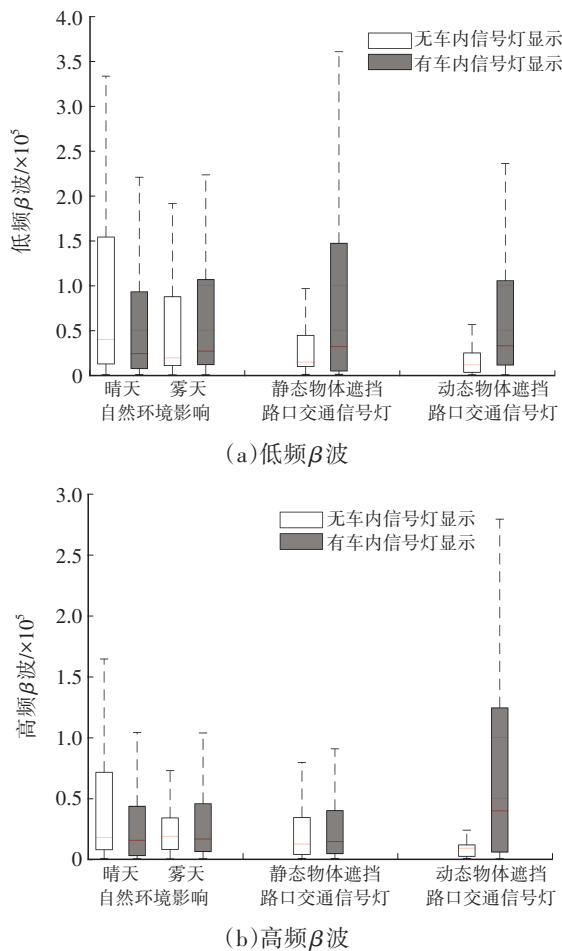 4.0
无车内信号灯显示
3.5
有车内信号灯显示
3.0
2.5
2.0
1.5
1.0
0.5
0
低频β波/×10⁵
晴天 雾天 静态物体遮挡 动态物体遮挡
自然环境影响 路口交通信号灯 路口交通信号灯
(a)低频β波
3.0
无车内信号灯显示
有车内信号灯显示
2.5
2.0
1.5
1.0
0.5
0
高频β波/×10⁵
晴天 雾天 静态物体遮挡 动态物体遮挡
自然环境影响 路口交通信号灯 路口交通信号灯
(b)高频β波